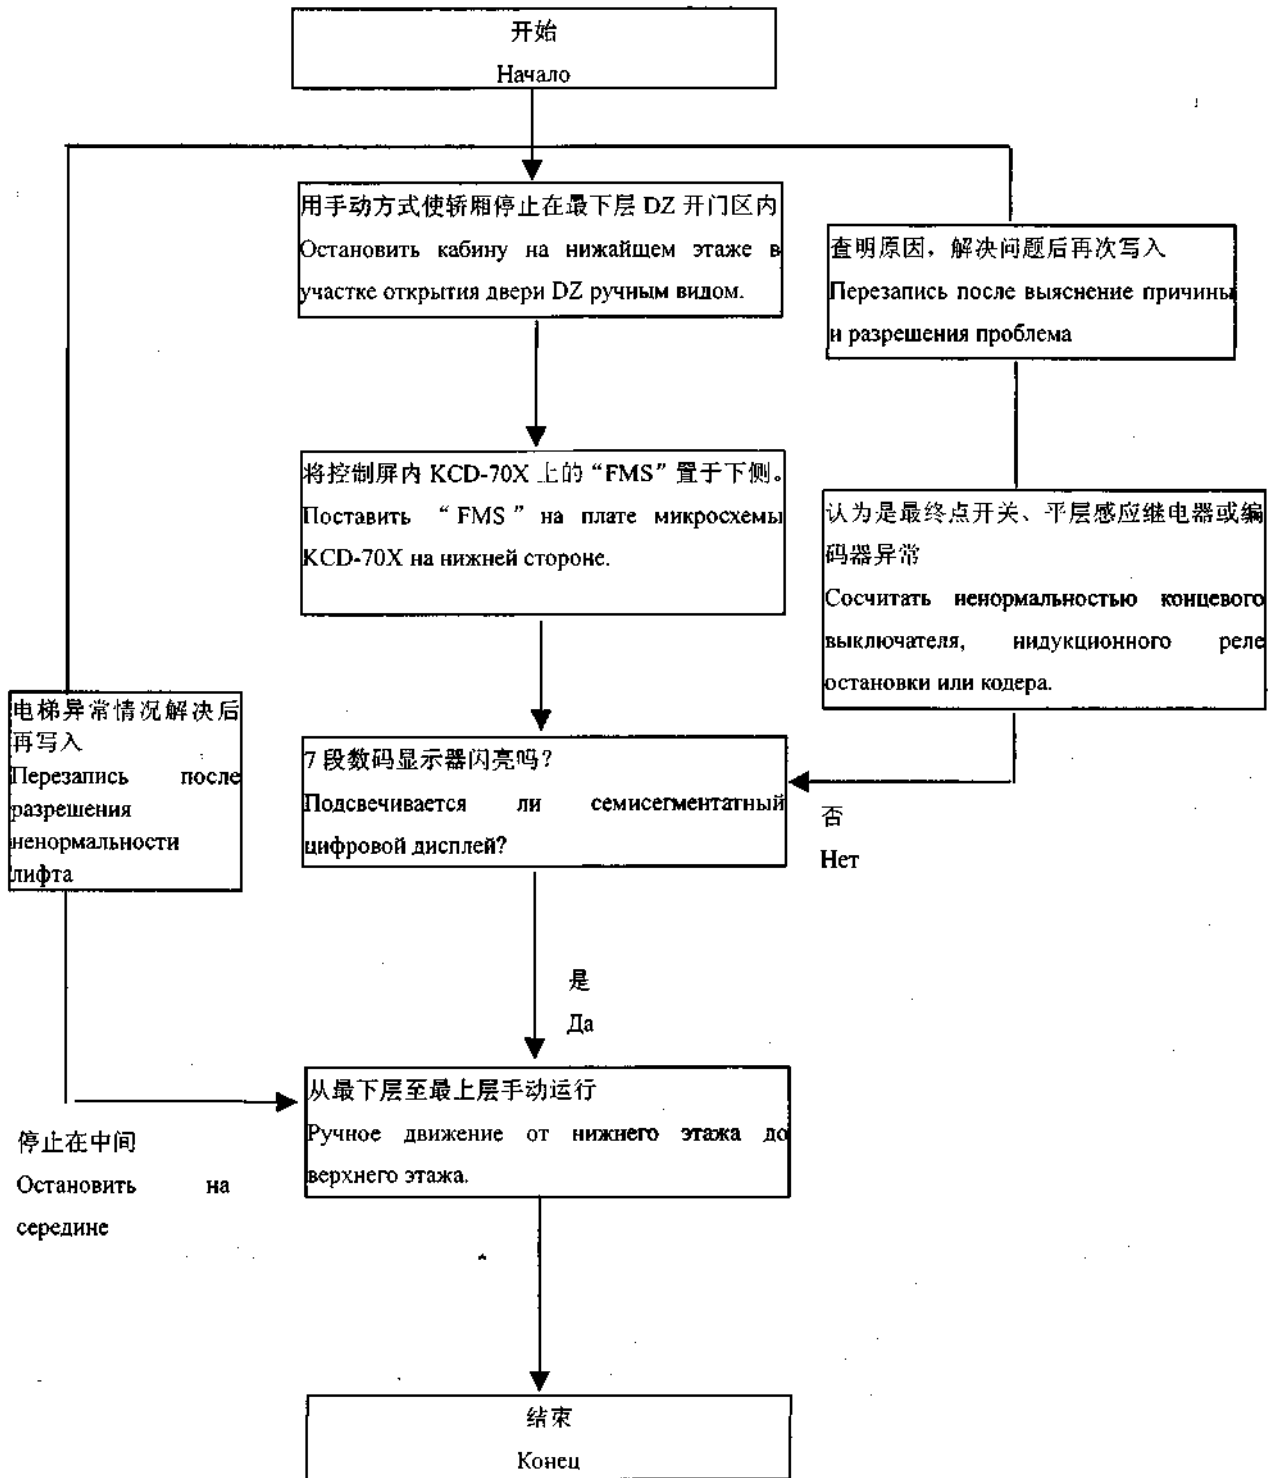 开始
Начало
用手动方式使轿厢停止在最下层 DZ 开门区内
Остановить кабину на нижайщем этаже в
участке открытия двери DZ ручным видом.
查明原因，解决问题后再次写入
Перезапись после выяснение причины
и разрешения проблема
将控制屏内 KCD-70X 上的“FMS”置于下侧。
Поставить “FMS” на плате микросхемы
KCD-70X на нижней стороне.
认为是最终点开关、平层感应继电器或编
码器异常
Сосчитать ненормальностью концевого
выключателя, нидукционного реле
остановки или кодера.
电梯异常情况解决后
再写入
Перезапись после
разрешения
ненормальности
лифта
7 段数码显示器闪亮吗？
Подсвечивается ли семисегментатный
цифровой дисплей?
否
Нет
是
Да
从最下层至最上层手动运行
Ручное движение от нижнего этажа до
верхнего этажа.
停止在中间
Остановить на
середине
结束
Конец